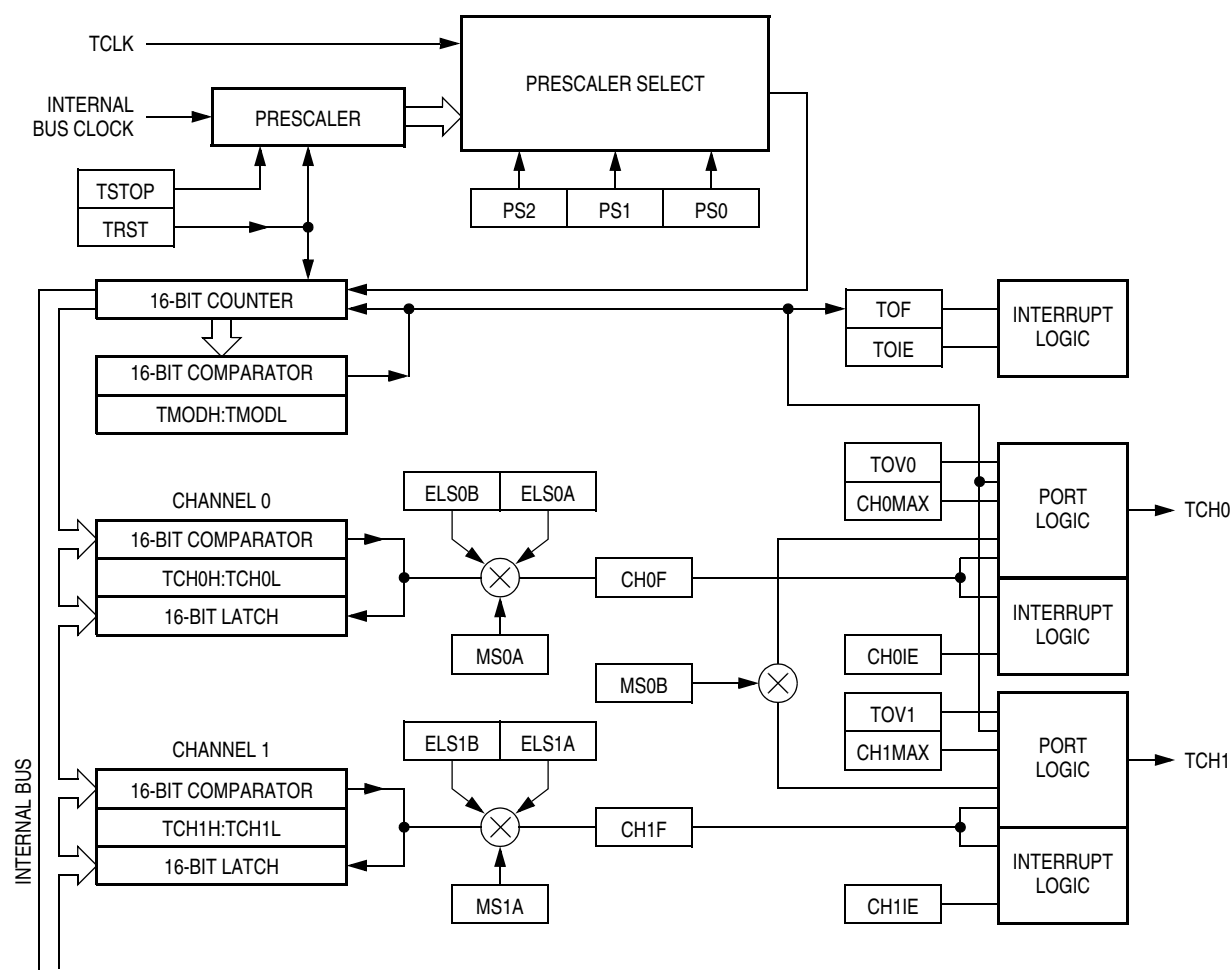 TCLK
PRESCALER SELECT
INTERNAL
BUS CLOCK
PRESCALER
TSTOP
TRST
PS2
PS1
PS0
16-BIT COUNTER
16-BIT COMPARATOR
TMODH:TMODL
TOF
TOIE
INTERRUPT
LOGIC
CHANNEL 0
16-BIT COMPARATOR
TCH0H:TCH0L
16-BIT LATCH
ELS0B
ELS0A
MS0A
CH0F
TOV0
CH0MAX
PORT
LOGIC
TCH0
INTERRUPT
LOGIC
CH0IE
MS0B
CHANNEL 1
16-BIT COMPARATOR
TCH1H:TCH1L
16-BIT LATCH
ELS1B
ELS1A
MS1A
CH1F
TOV1
CH1MAX
PORT
LOGIC
TCH1
INTERRUPT
LOGIC
CH1IE
INTERNAL BUS